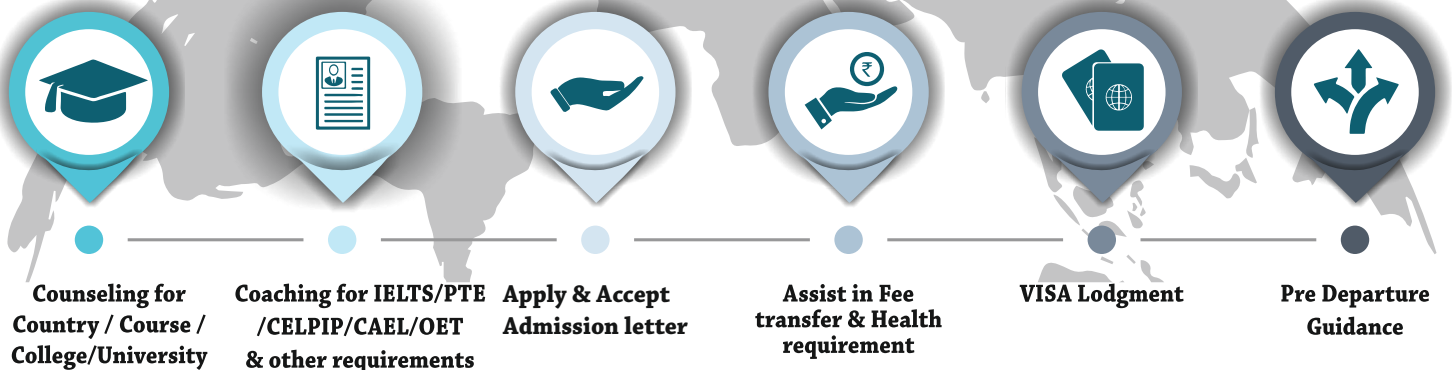 ₹
Counseling for
Country / Course /
College/University
Coaching for IELTS/PTE
/CELPIP/CAEL/OET
& other requirements
Apply & Accept
Admission letter
Assist in Fee
transfer & Health
requirement
VISA Lodgment
Pre Departure
Guidance